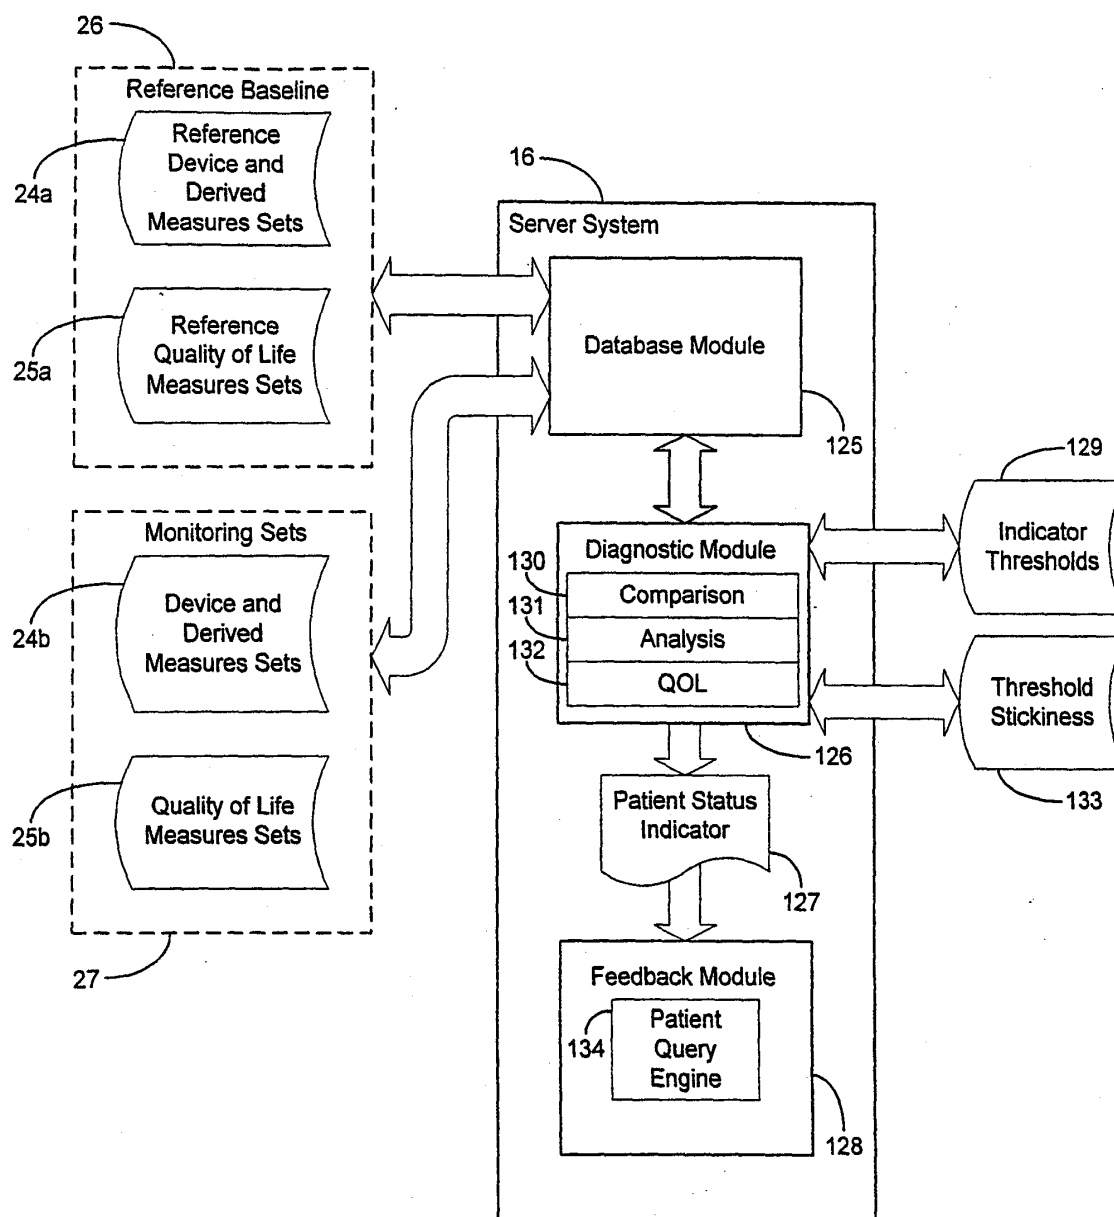 26
Reference Baseline
Reference
Device and
Derived
Measures Sets
24a
Reference
Quality of Life
Measures Sets
25a
Monitoring Sets
Device and
Derived
Measures Sets
24b
Quality of Life
Measures Sets
25b
27
16
Server System
Database Module
125
Diagnostic Module
130
Comparison
131
Analysis
132
QOL
126
129
Indicator
Thresholds
Threshold
Stickiness
133
Patient Status
Indicator
127
Feedback Module
134
Patient
Query
Engine
128